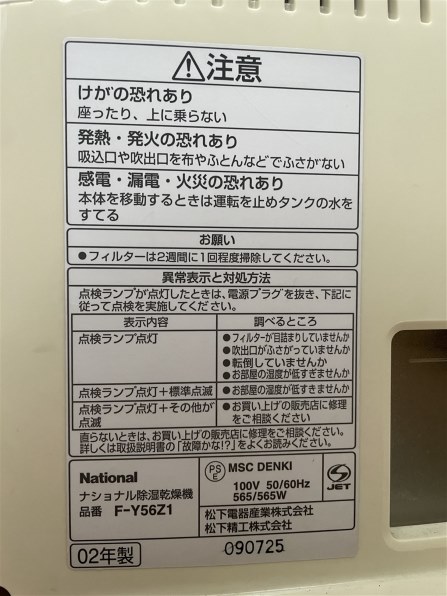 ⚠注意
けがの恐れあり
座ったり、上に乗らない
発熱・発火の恐れあり
吸込口や吹出口を布やふとんなどでふさがない
感電・漏電・火災の恐れあり
本体を移動するときは運転を止めタンクの水を
すてる
お願い
●フィルターは2週間に1回程度掃除してください。
異常表示と対処方法
点検ランプが点灯したときは、電源プラグを抜き、下記に
従って点検を実施してください。
表示内容 調べるところ
点検ランプ点灯 ●フィルターが目詰まりしていませんか
●吹出口がふさがっていませんか
●転倒していませんか
●お部屋の温度が低すぎませんか
点検ランプ点灯+標準点滅 ●お部屋の湿度が低すぎませんか
点検ランプ点灯+その他が
点滅
●お買い上げの販売店に修理
をご相談ください
直らないときは、お買い上げの販売店に修理をご相談ください。
詳しくは取扱説明書の「故障かな!?」をよくお読みください。
National
ナショナル除湿乾燥機
品番 F-Y56Z1
PS
E
MSC DENKI
100V 50/60Hz
565/565W
JET
松下電器産業株式会社
松下精工株式会社
02年製
090725